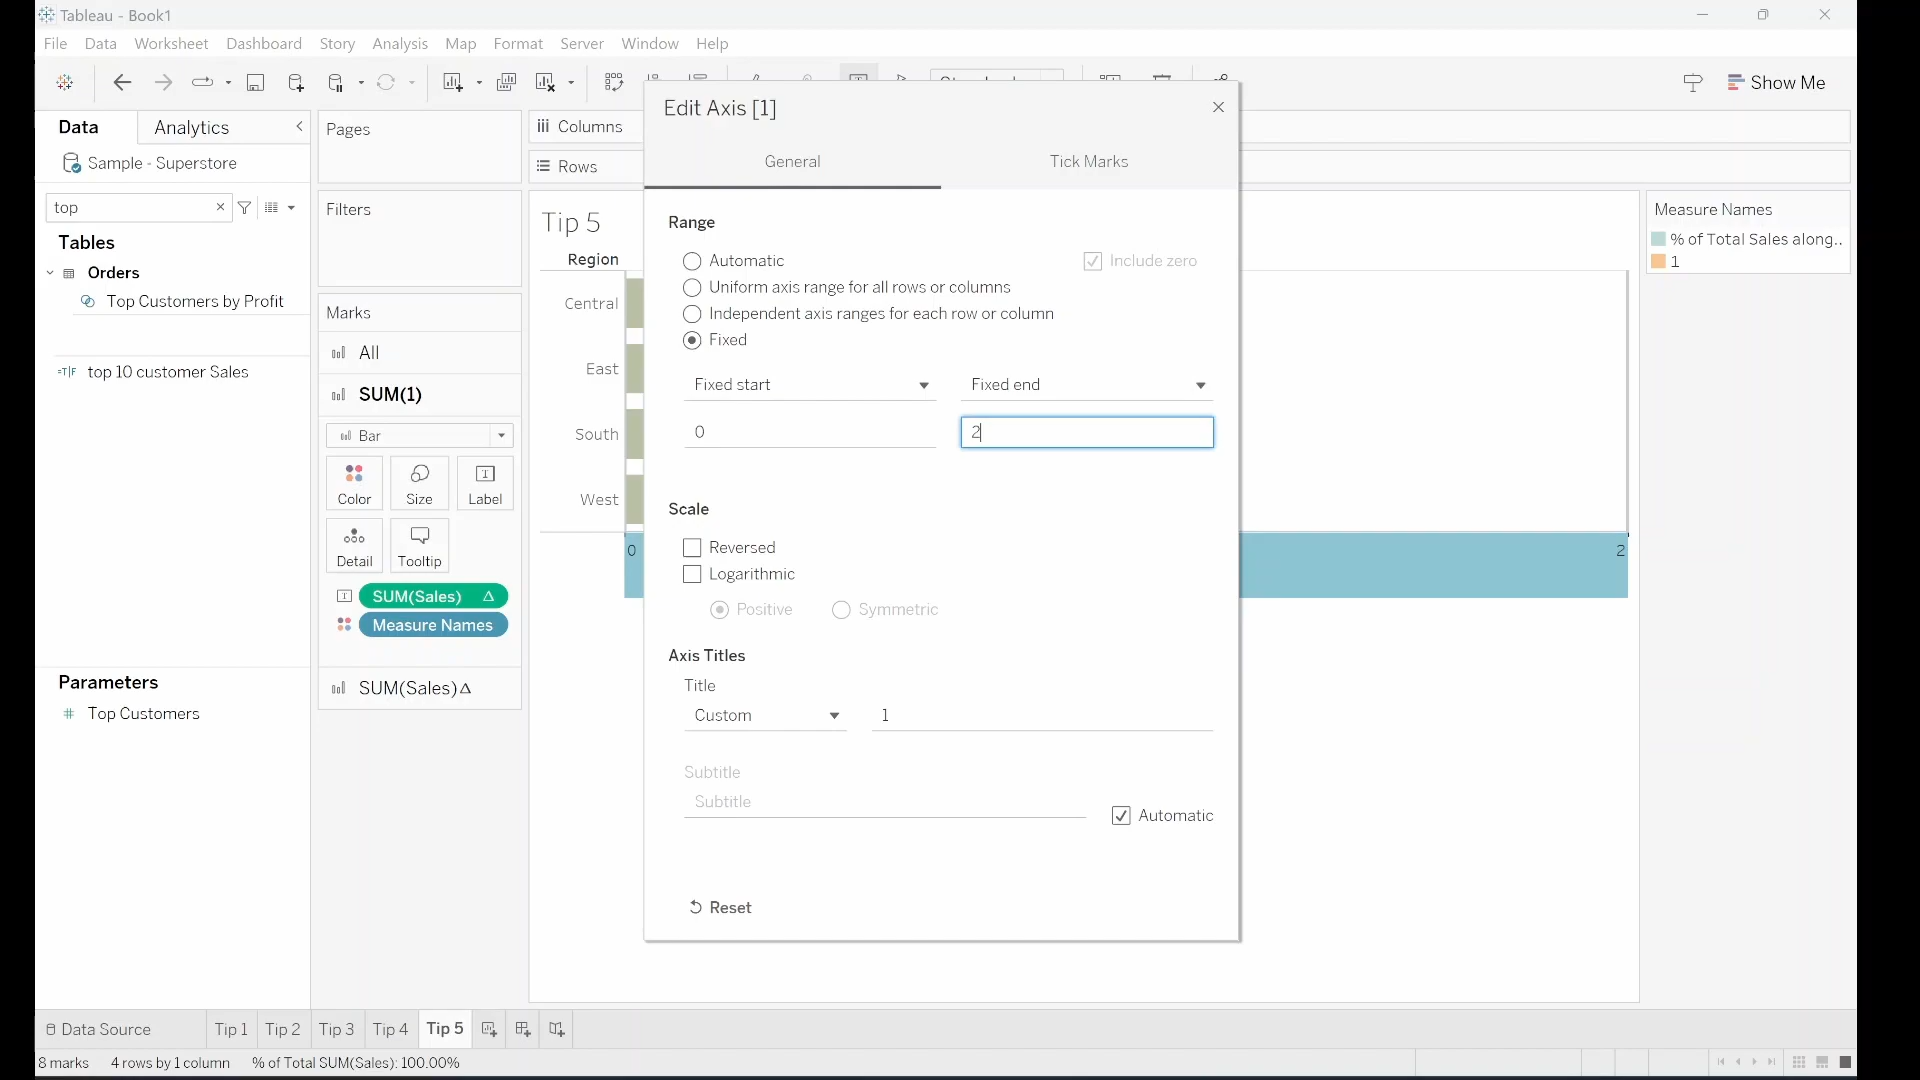 Tableau - Book1
File Data Worksheet Dashboard Story Analysis Map Format Server Window Help
Show Me
Data
Analytics
Sample - Superstore
top
Tables
Orders
Top Customers by Profit
top 10 customer Sales
Parameters
Top Customers
Pages
Filters
Marks
All
SUM(1)
Bar
Color
Size
Label
Detail
Tooltip
SUM(Sales) Δ
Measure Names
SUM(Sales) Δ
Columns
Rows
Tip 5
Region
Central
East
South
West
0
2
Edit Axis [1]
General
Tick Marks
Range
Automatic
Include zero
Uniform axis range for all rows or columns
Independent axis ranges for each row or column
Fixed
Fixed start
Fixed end
0
2
Scale
Reversed
Logarithmic
Positive
Symmetric
Axis Titles
Title
Custom
1
Subtitle
Subtitle
Automatic
Reset
Measure Names
% of Total Sales along..
1
Data Source
Tip 1
Tip 2
Tip 3
Tip 4
Tip 5
8 marks 4 rows by 1 column % of Total SUM(Sales): 100.00%